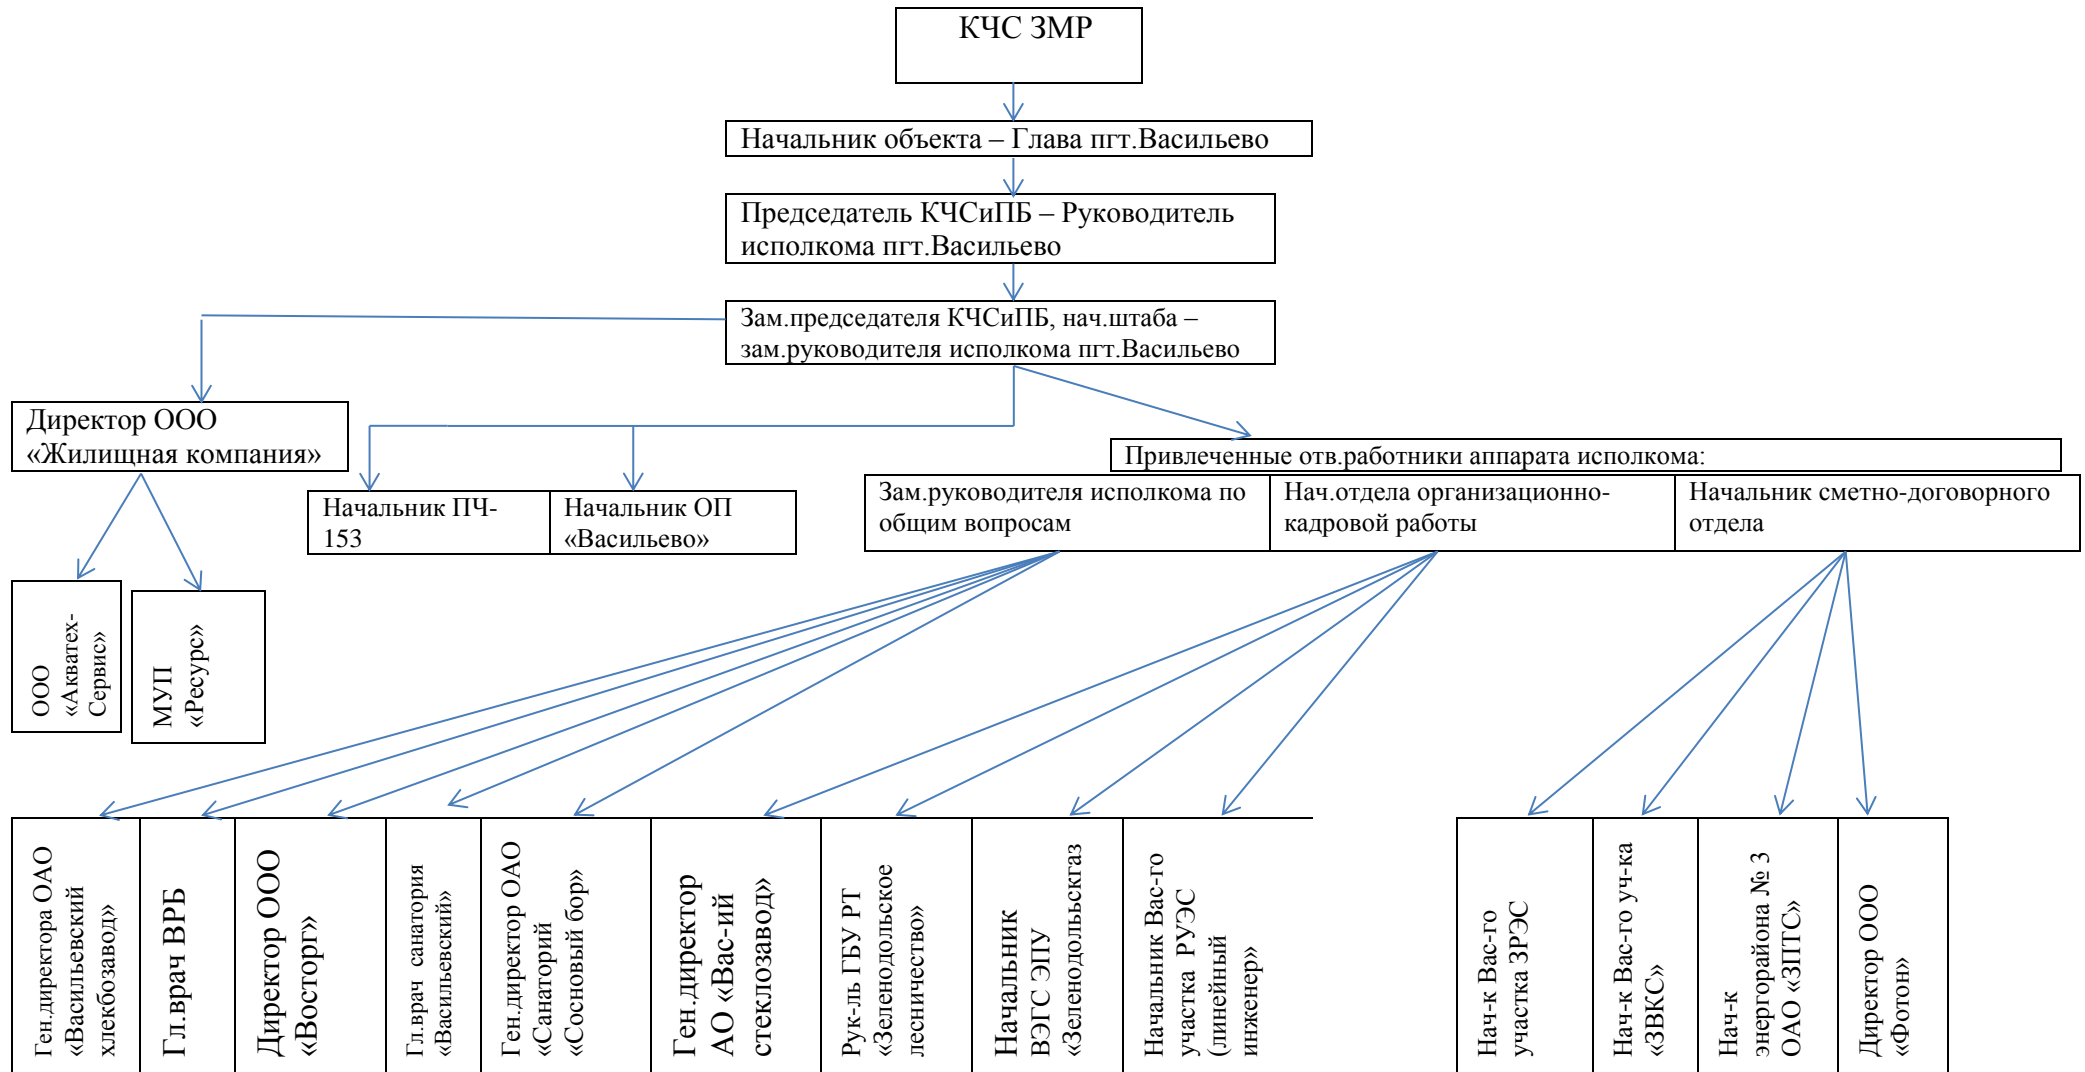 КЧС ЗМР
Начальник объекта – Глава пгт.Васильево
Председатель КЧСиПБ – Руководитель
исполкома пгт.Васильево
Зам.председателя КЧСиПБ, нач.штаба –
зам.руководителя исполкома пгт.Васильево
Директор ООО
«Жилищная компания»
Привлеченные отв.работники аппарата исполкома:
Начальник ПЧ-
153
Начальник ОП
«Васильево»
Зам.руководителя исполкома по
общим вопросам
Нач.отдела организационно-
кадровой работы
Начальник сметно-договорного
отдела
ООО
«Акватех-
Сервис»
МУП
«Ресурс»
Ген.директора ОАО
«Васильевский
хлебозавод»
Гл.врач ВРБ
Директор ООО
«Восторг»
Гл.врач санатория
«Васильевский»
Ген.директор ОАО
«Санаторий
«Сосновый бор»
Ген.директор
АО «Вас-ий
стеклозавод»
Рук-ль ГБУ РТ
«Зеленодольское
лесничество»
Начальник
ВЭГС ЭПУ
«Зеленодолььскгаз
Начальник Вас-го
участка РУЭС
(линейный
инженер»
Нач-к Вас-го
участка ЗРЭС
Нач-к Вас-го уч-ка
«ЗВКС»
Нач-к
энергорайона № 3
ОАО «ЗПТС»
Директор ООО
«Фотон»